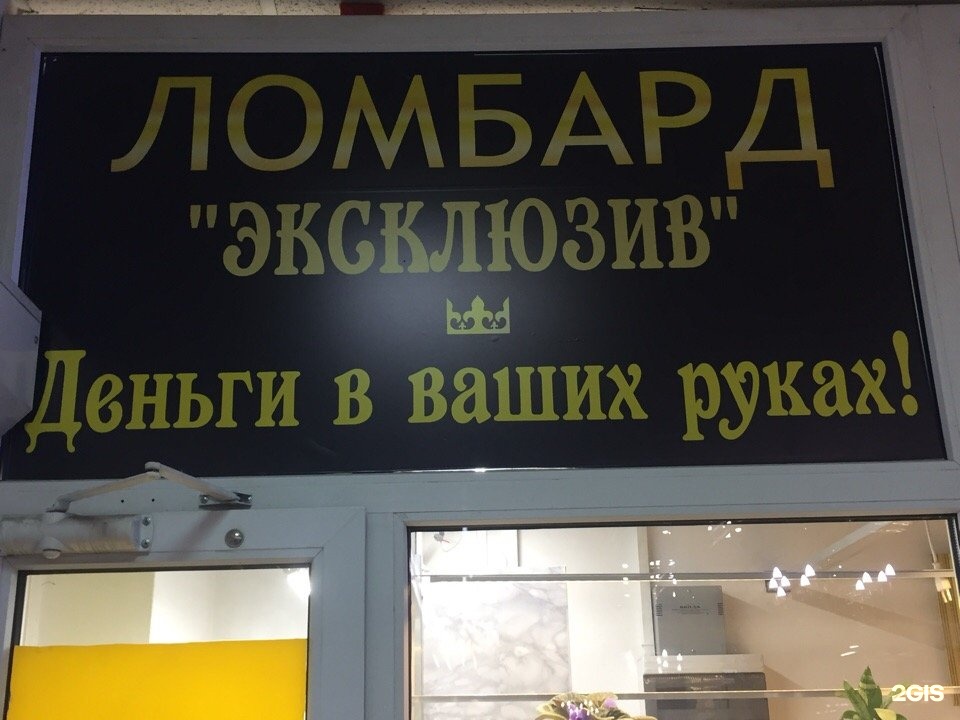 ЛОМБАРД
"ЭКСКЛЮЗИВ"
Деньги в ваших руках!
2GIS